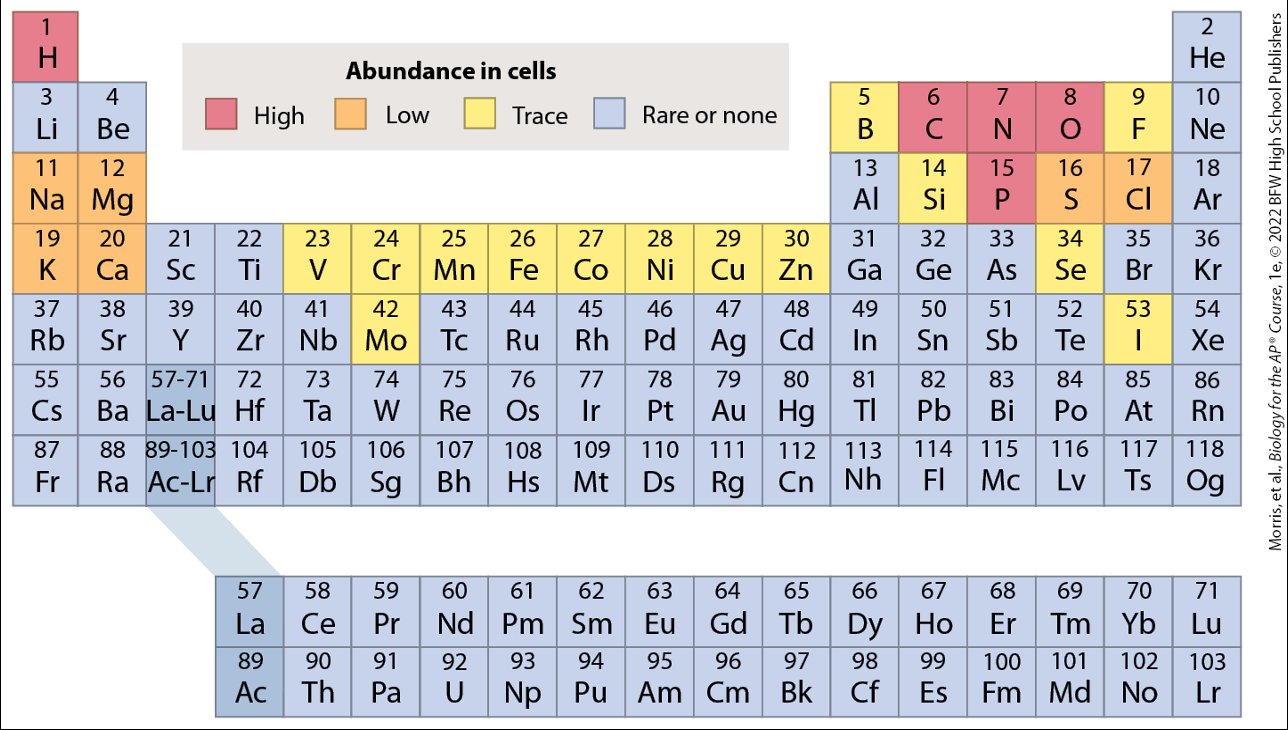 1 2
H He
Abundance in cells
High Low Trace Rare or none
3 4 5 6 7 8 9 10
Li Be B C N O F Ne
11 12 13 14 15 16 17 18
Na Mg Al Si P S Cl Ar
19 20 21 22 23 24 25 26 27 28 29 30 31 32 33 34 35 36
K Ca Sc Ti V Cr Mn Fe Co Ni Cu Zn Ga Ge As Se Br Kr
37 38 39 40 41 42 43 44 45 46 47 48 49 50 51 52 53 54
Rb Sr Y Zr Nb Mo Tc Ru Rh Pd Ag Cd In Sn Sb Te I Xe
55 56 57-71 72 73 74 75 76 77 78 79 80 81 82 83 84 85 86
Cs Ba La-Lu Hf Ta W Re Os Ir Pt Au Hg Tl Pb Bi Po At Rn
87 88 89-103 104 105 106 107 108 109 110 111 112 113 114 115 116 117 118
Fr Ra Ac-Lr Rf Db Sg Bh Hs Mt Ds Rg Cn Nh Fl Mc Lv Ts Og
57 58 59 60 61 62 63 64 65 66 67 68 69 70 71
La Ce Pr Nd Pm Sm Eu Gd Tb Dy Ho Er Tm Yb Lu
89 90 91 92 93 94 95 96 97 98 99 100 101 102 103
Ac Th Pa U Np Pu Am Cm Bk Cf Es Fm Md No Lr
Morris, et al., Biology for the AP® Course, 1e, © 2022 BFW High School Publishers